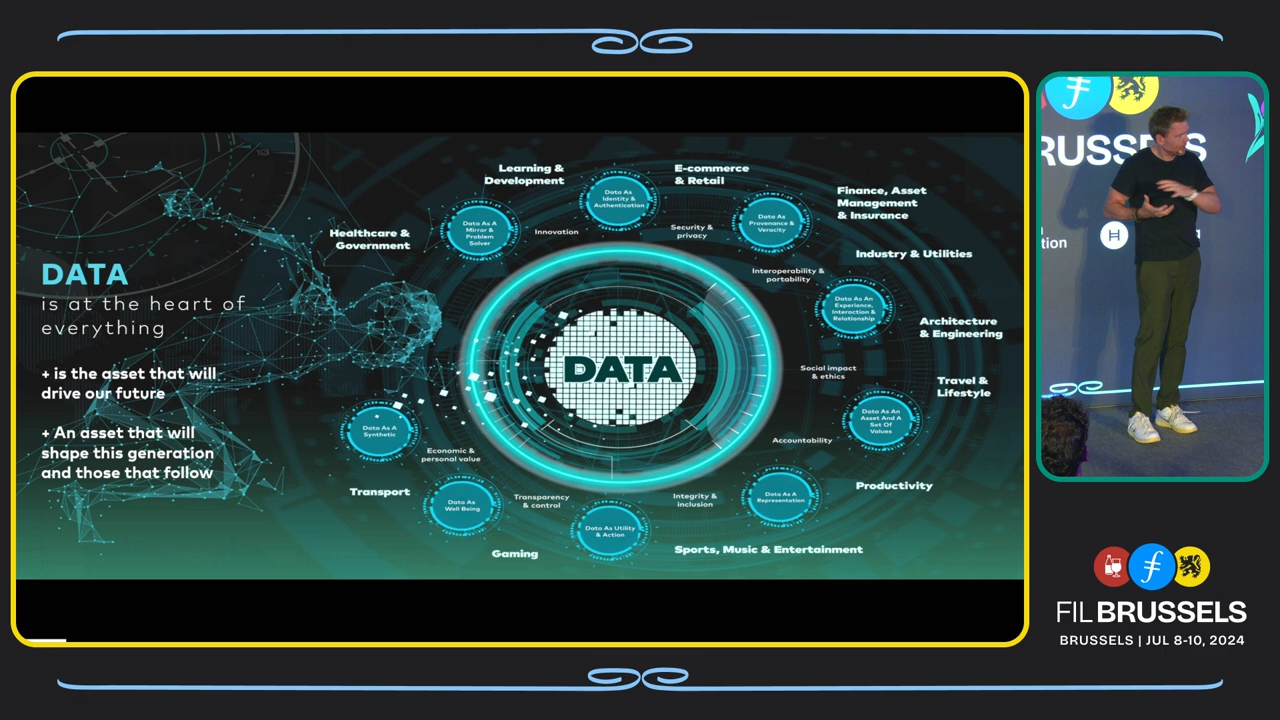 DATA
is at the heart of
everything
+ is the asset that will
drive our future
+ An asset that will
shape this generation
and those that follow
Learning &
Development
E-commerce
& Retail
Finance, Asset
Management
& Insurance
Healthcare &
Government
Industry & Utilities
Architecture
& Engineering
Travel &
Lifestyle
Productivity
Sports, Music & Entertainment
Gaming
Transport
Data As A
Mirror &
Problem
Solver
Data As
Identity &
Authentication
Data As
Provenance &
Veracity
Data As An
Experience,
Interaction &
Relationship
Data As An
Asset And A
Set Of
Values
Data As A
Representation
Data As Utility
& Action
Data As
Well Being
Data As A
Synthetic
Innovation
Security &
privacy
Interoperability &
portability
Social impact
& ethics
Accountability
Integrity &
inclusion
Transparency
& control
Economic &
personal value
DATA
RUSSELS
tion
H
FIL BRUSSELS
BRUSSELS | JUL 8-10, 2024